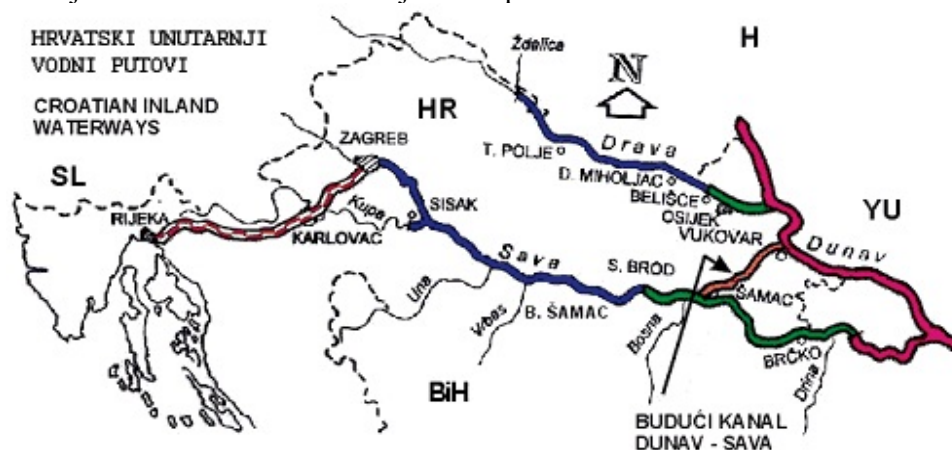 HRVATSKI UNUTARNJI
VODNI PUTOVI
CROATIAN INLAND
WATERWAYS
H
Ždelica
N
HR
ZAGREB
T. POLJE
Drava
D. MIHOLJAC
BELIŠĆE
OSIJEK
VUKOVAR
YU
SL
RIJEKA
KARLOVAC
Kupa
SISAK
Dunav
Sava
S. BROD
ŠAMAC
Una
Vrbas
B. ŠAMAC
Bosna
BRČKO
Drina
BiH
BUDUĆI KANAL
DUNAV - SAVA